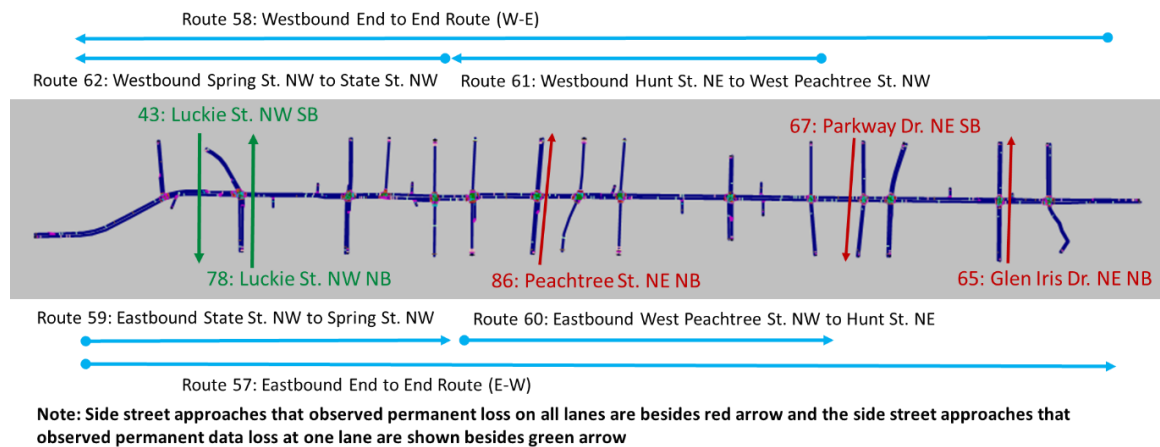 Route 58: Westbound End to End Route (W-E)
Route 62: Westbound Spring St. NW to State St. NW
Route 61: Westbound Hunt St. NE to West Peachtree St. NW
43: Luckie St. NW SB
67: Parkway Dr. NE SB
78: Luckie St. NW NB
86: Peachtree St. NE NB
65: Glen Iris Dr. NE NB
Route 59: Eastbound State St. NW to Spring St. NW
Route 60: Eastbound West Peachtree St. NW to Hunt St. NE
Route 57: Eastbound End to End Route (E-W)
Note: Side street approaches that observed permanent loss on all lanes are besides red arrow and the side street approaches that
observed permanent data loss at one lane are shown besides green arrow